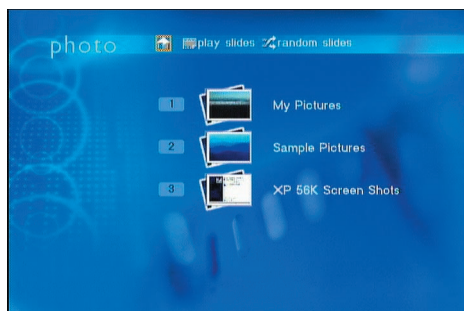 photo play slides random slides
1 My Pictures
2 Sample Pictures
3 XP 56K Screen Shots